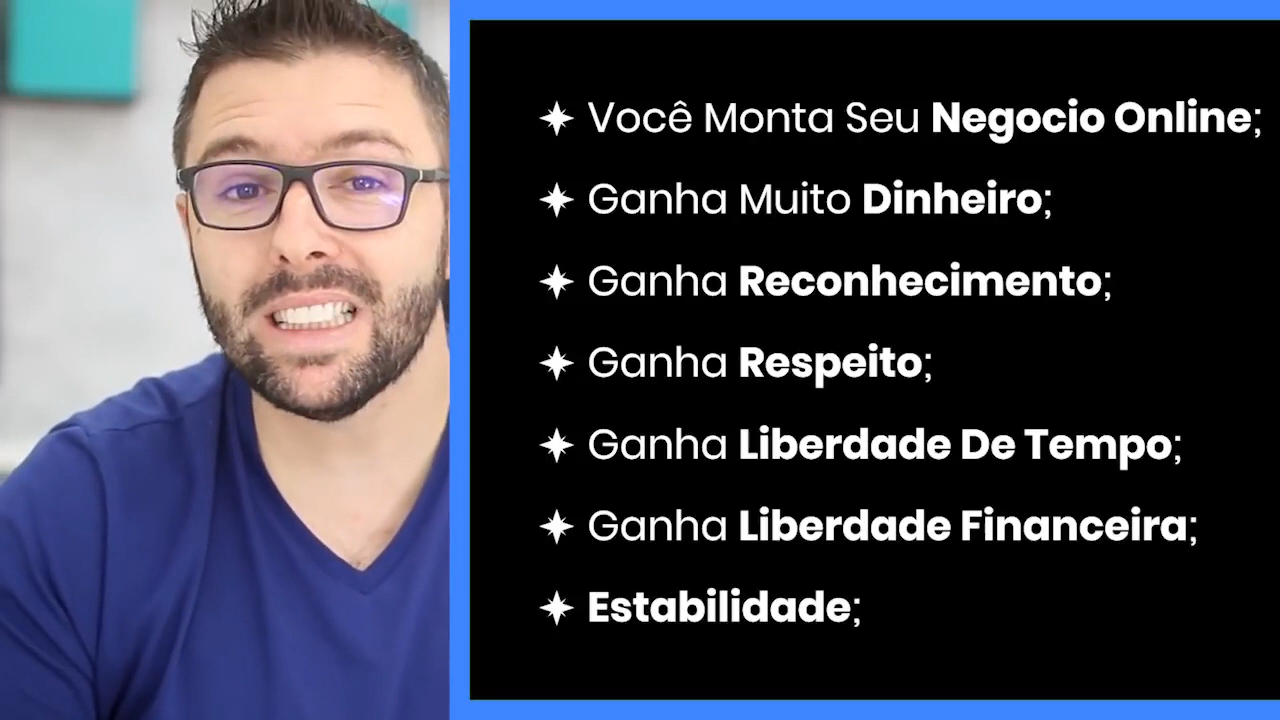 Você Monta Seu Negocio Online;
Ganha Muito Dinheiro;
Ganha Reconhecimento;
Ganha Respeito;
Ganha Liberdade De Tempo;
Ganha Liberdade Financeira;
Estabilidade;